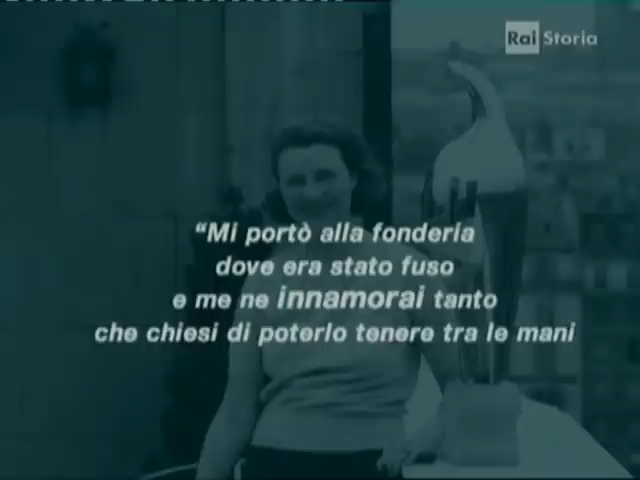 Rai Storia
“Mi portò alla fonderia
dove era stato fuso
e me ne innamorai tanto
che chiesi di poterlo tenere tra le mani